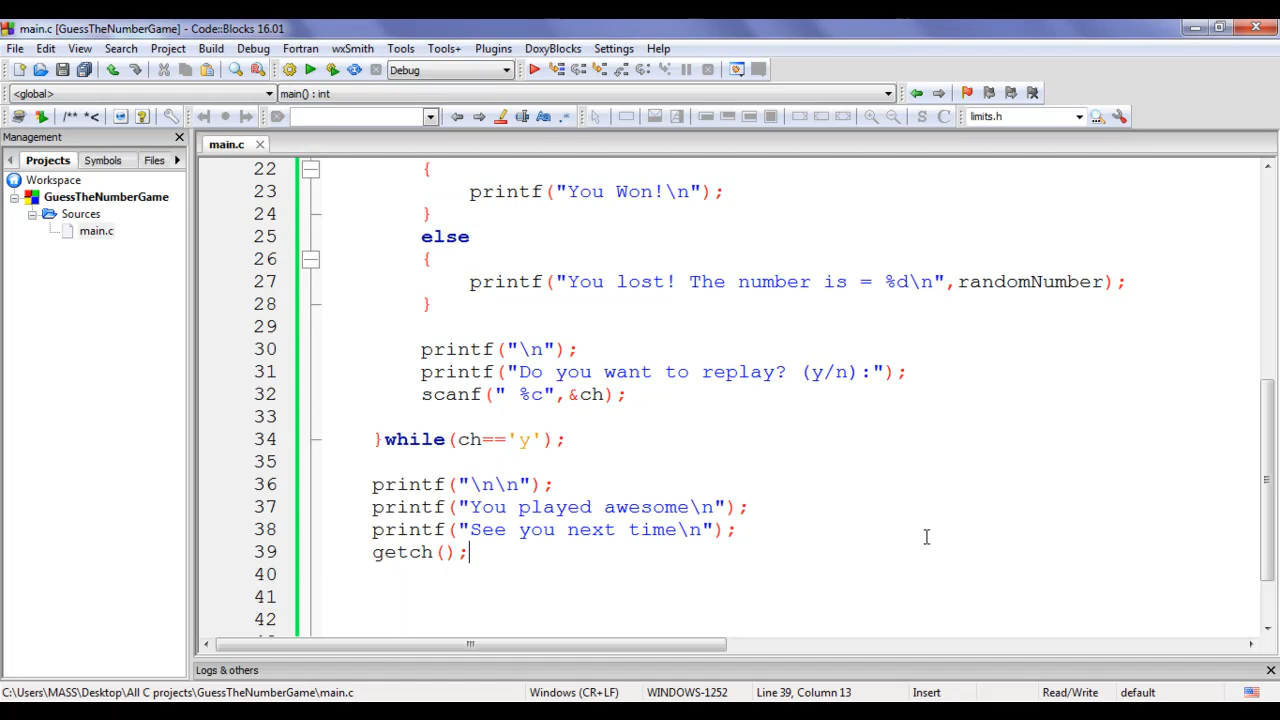 main.c [GuessTheNumberGame] - Code::Blocks 16.01
File Edit View Search Project Build Debug Fortran wxSmith Tools Tools+ Plugins DoxyBlocks Settings Help
Debug
<global> main() : int
/** *< Aa .* S C limits.h
Management
Projects Symbols Files
Workspace
GuessTheNumberGame
Sources
main.c
main.c
22 {
23 printf("You Won!\n");
24 }
25 else
26 {
27 printf("You lost! The number is = %d\n",randomNumber);
28 }
29
30 printf("\n");
31 printf("Do you want to replay? (y/n):");
32 scanf(" %c",&ch);
33
34 }while(ch=='y');
35
36 printf("\n\n");
37 printf("You played awesome\n");
38 printf("See you next time\n");
39 getch();
40
41
42
Logs & others
C:\Users\MASS\Desktop\All C projects\GuessTheNumberGame\main.c Windows (CR+LF) WINDOWS-1252 Line 39, Column 13 Insert Read/Write default